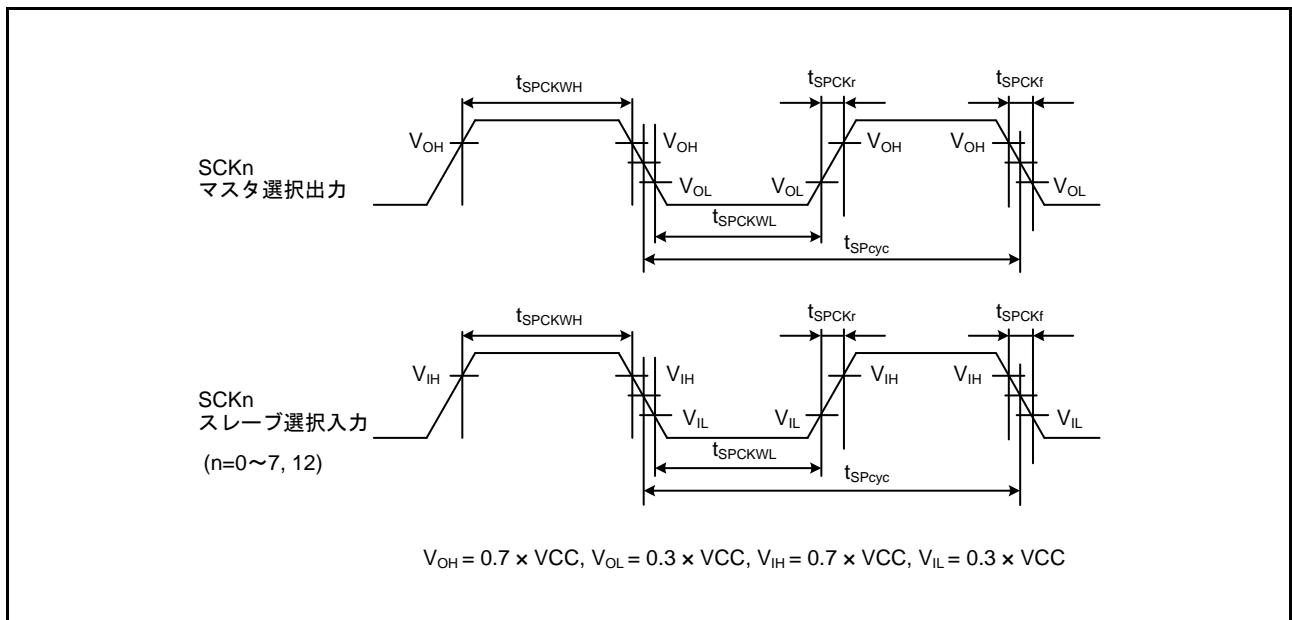 tSPCKWH
tSPCKr
tSPCKf
VOH
VOH
VOH
VOH
SCKn
マスタ選択出力
VOL
VOL
VOL
tSPCKWL
tSPcyc
tSPCKWH
tSPCKr
tSPCKf
VIH
VIH
VIH
VIH
SCKn
スレーブ選択入力
VIL
VIL
VIL
(n=0～7, 12)
tSPCKWL
tSPcyc
VOH = 0.7 × VCC, VOL = 0.3 × VCC, VIH = 0.7 × VCC, VIL = 0.3 × VCC